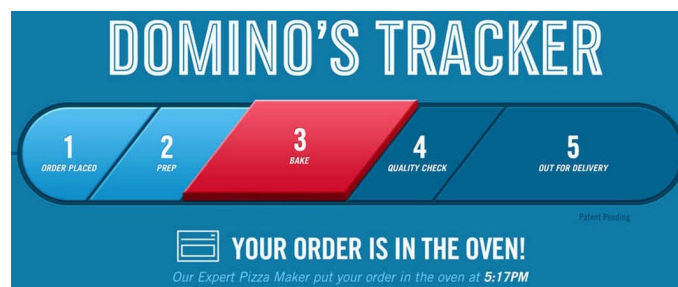 DOMINO'S TRACKER
1
ORDER PLACED
2
PREP
3
BAKE
4
QUALITY CHECK
5
OUT FOR DELIVERY
Patent Pending
YOUR ORDER IS IN THE OVEN!
Our Expert Pizza Maker put your order in the oven at 5:17PM